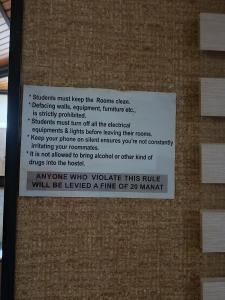 * Students must keep the Rooms clean.
* Defacing walls, equipment, furniture etc.,
is strictly prohibited.
* Students must turn off all the electrical
equipments & lights before leaving their rooms.
* Keep your phone on silent ensures you're not constantly
irritating your roommates.
* It is not allowed to bring alcohol or other kind of
drugs into the hostel.
ANYONE WHO VIOLATE THIS RULE
WILL BE LEVIED A FINE OF 20 MANAT